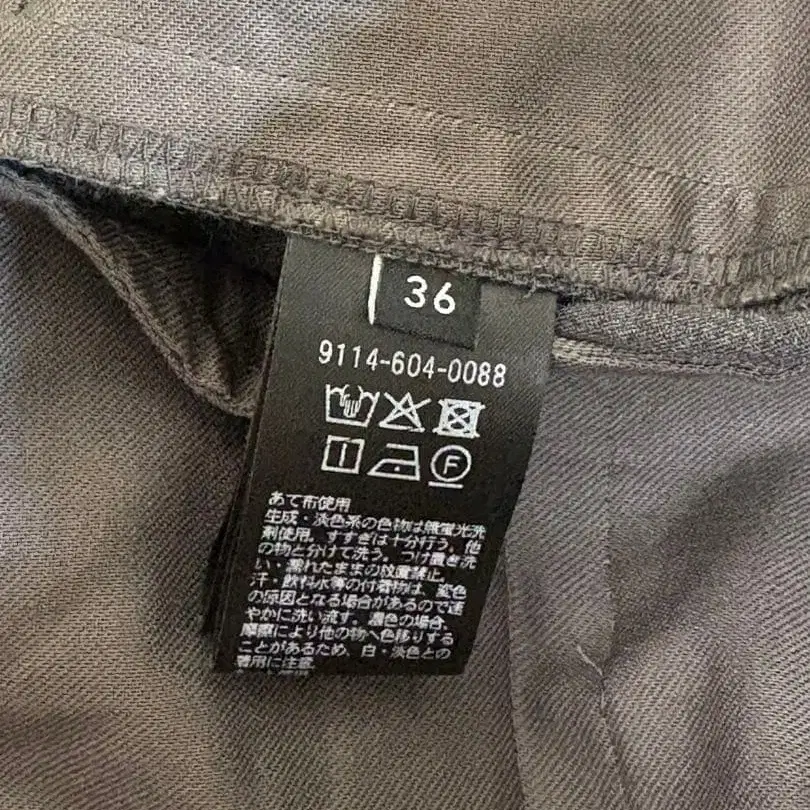 36
9114-604-0088
F
あて布使用
生成・淡色系の色物は無蛍光洗
剤使用。すすぎは十分行う。他
の物と分けて洗う。つけ置き洗
い・濡れたままの放置禁止。
汗・飲料水等の付着物は、変色
の原因となる場合があるので速
やかに洗い流す。濃色の場合、
摩擦により他の物へ色移りする
ことがあるため、白・淡色との
着用に注意